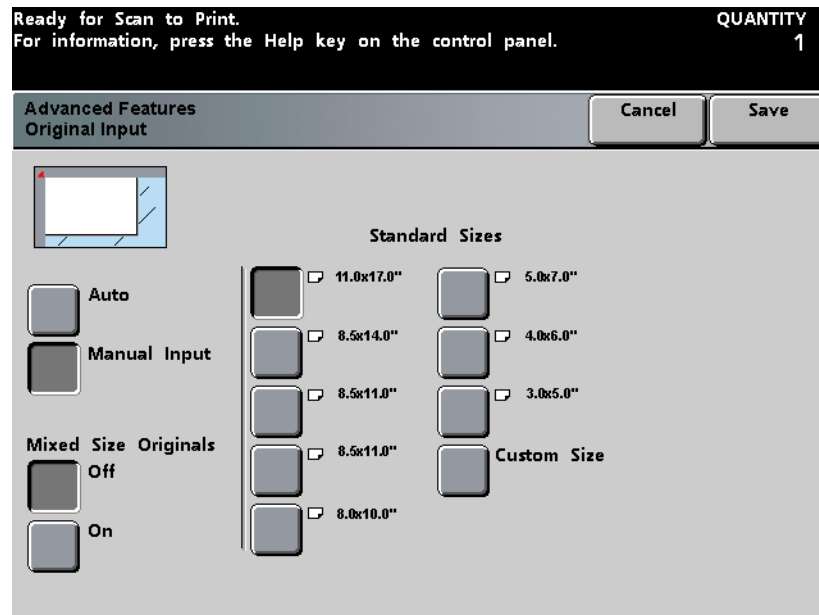 Ready for Scan to Print.
QUANTITY
For information, press the Help key on the control panel.
1
Advanced Features
Original Input
Cancel
Save
Standard Sizes
Auto
Manual Input
Mixed Size Originals
Off
On
11.0x17.0"
8.5x14.0"
8.5x11.0"
8.5x11.0"
8.0x10.0"
5.0x7.0"
4.0x6.0"
3.0x5.0"
Custom Size